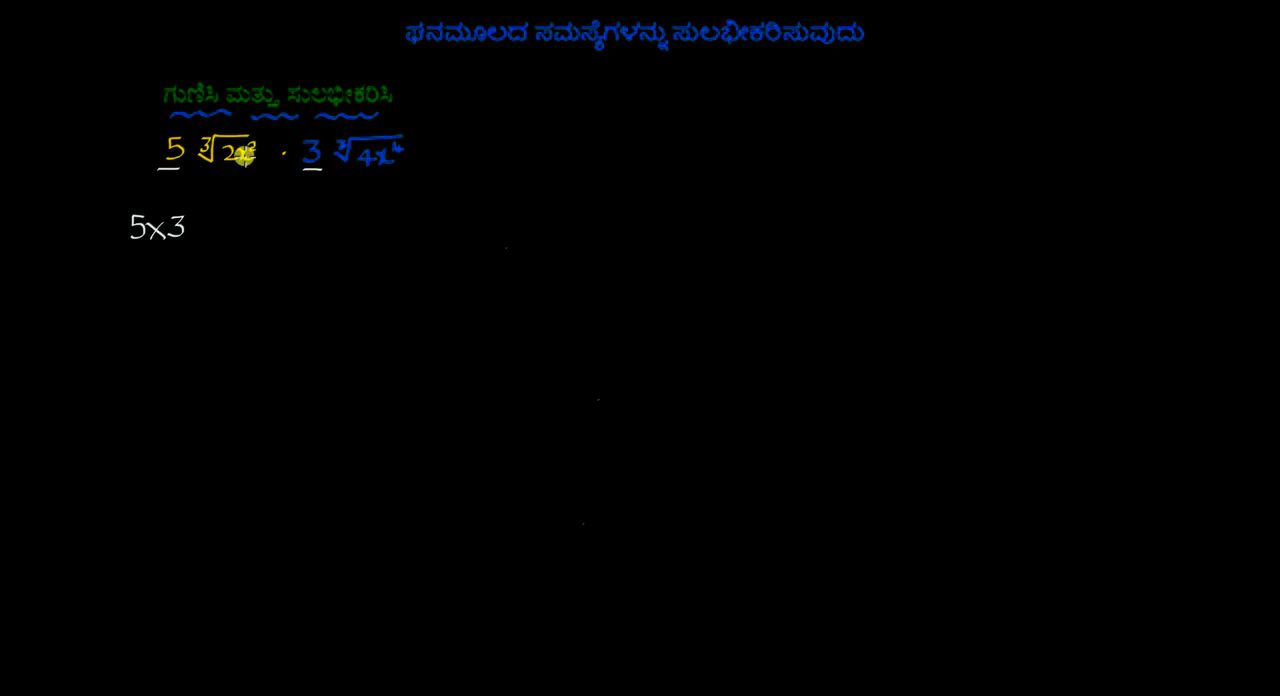 ಘನಮೂಲದ ಸಮಸ್ಯೆಗಳನ್ನು ಸುಲಭೀಕರಿಸುವುದು
ಗುಣಿಸಿ ಮತ್ತು ಸುಲಭೀಕರಿಸಿ
5 ∛2x² · 3 ∛4x⁴
5×3